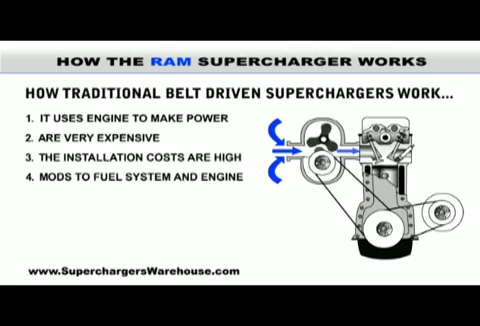 HOW THE RAM SUPERCHARGER WORKS
HOW TRADITIONAL BELT DRIVEN SUPERCHARGERS WORK...
1. IT USES ENGINE TO MAKE POWER
2. ARE VERY EXPENSIVE
3. THE INSTALLATION COSTS ARE HIGH
4. MODS TO FUEL SYSTEM AND ENGINE
www.SuperchargersWarehouse.com